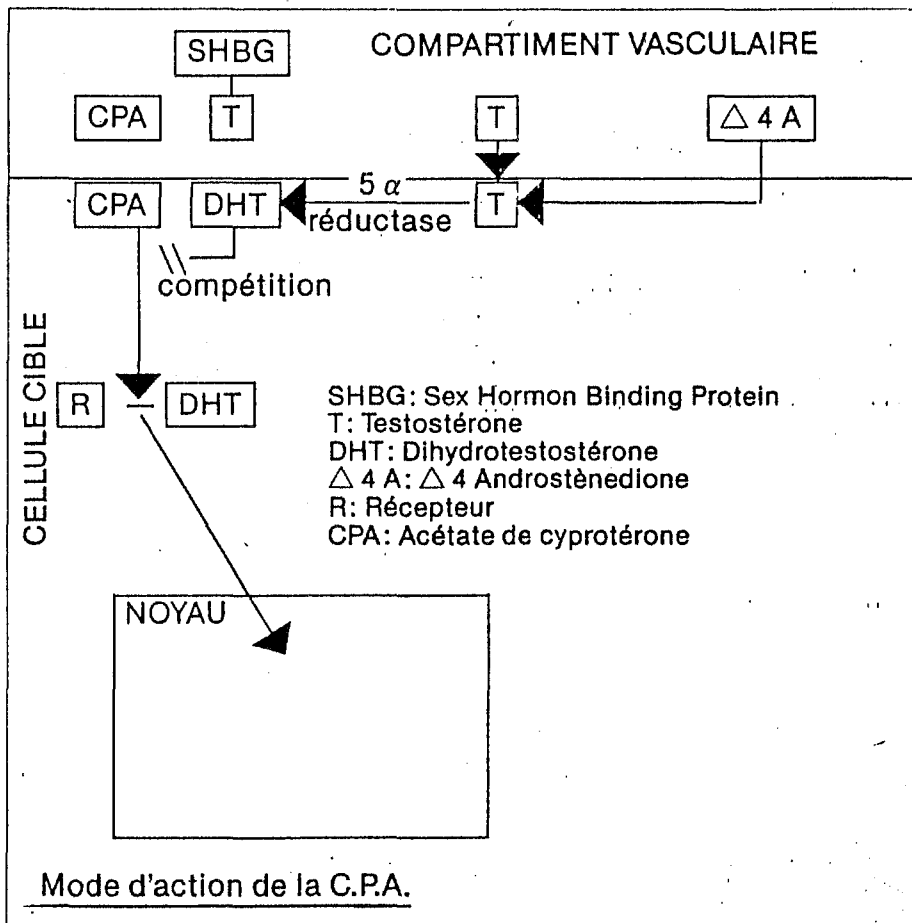 COMPARTIMENT VASCULAIRE
SHBG
CPA T T △ 4 A
CPA DHT 5 α réductase T
compétition
CELLULE CIBLE
R — DHT
SHBG: Sex Hormon Binding Protein
T: Testostérone
DHT: Dihydrotestostérone
△ 4 A: △ 4 Androstènedione
R: Récepteur
CPA: Acétate de cyprotérone
NOYAU
Mode d'action de la C.P.A.